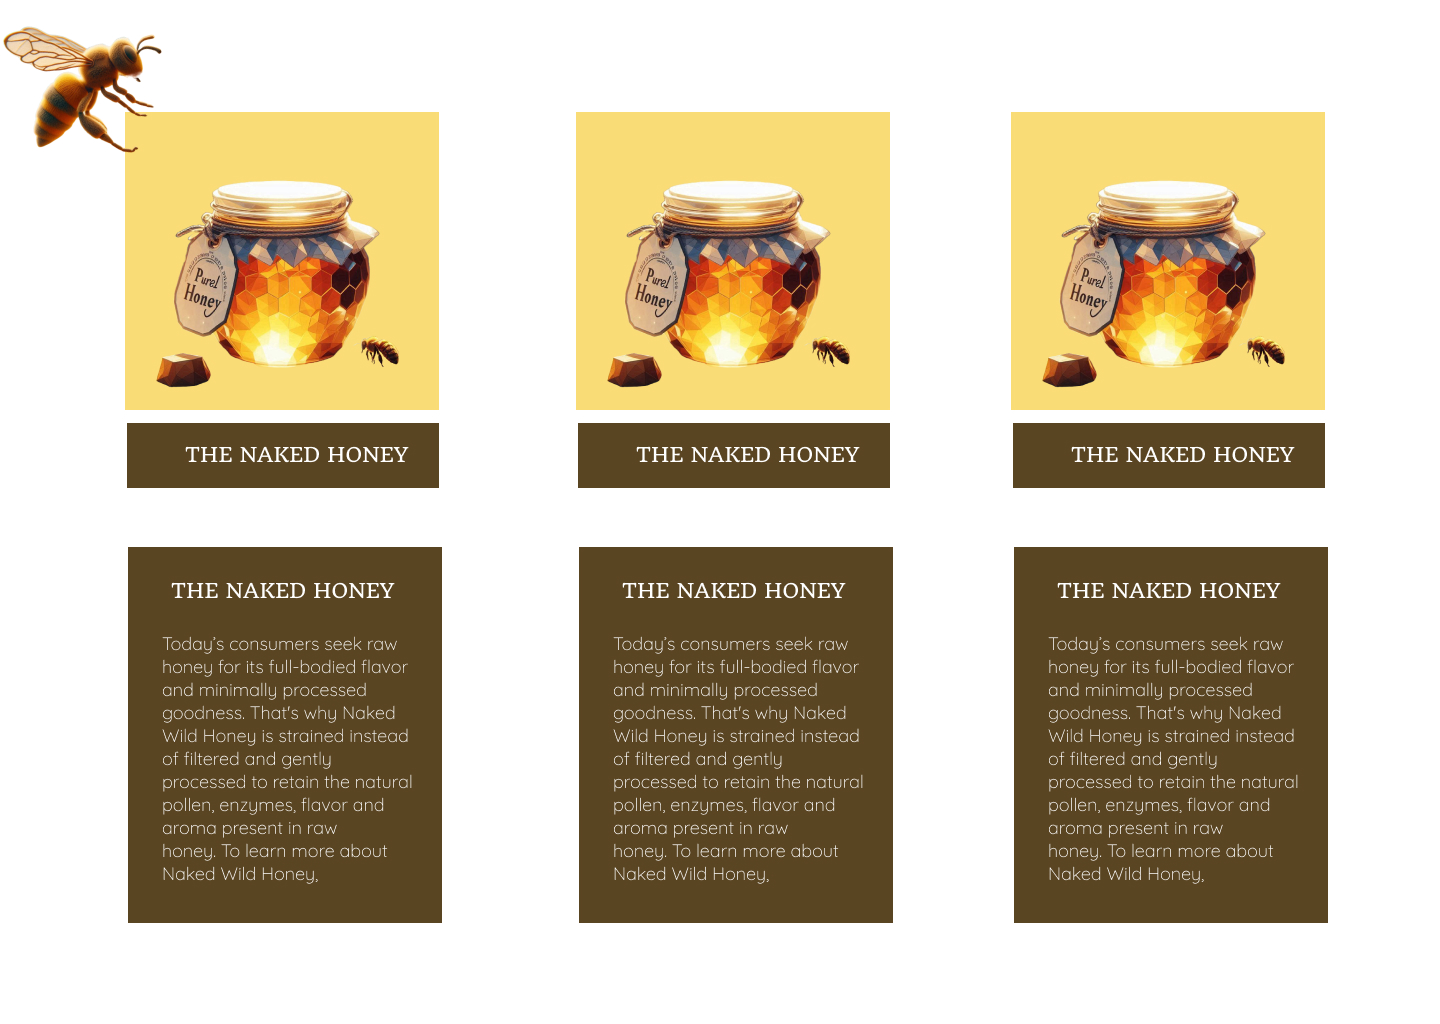 Pure!
Honey
Pure!
Honey
Pure!
Honey
THE NAKED HONEY
THE NAKED HONEY
THE NAKED HONEY
THE NAKED HONEY
Today’s consumers seek raw
honey for its full-bodied flavor
and minimally processed
goodness. That's why Naked
Wild Honey is strained instead
of filtered and gently
processed to retain the natural
pollen, enzymes, flavor and
aroma present in raw
honey. To learn more about
Naked Wild Honey,
THE NAKED HONEY
Today’s consumers seek raw
honey for its full-bodied flavor
and minimally processed
goodness. That's why Naked
Wild Honey is strained instead
of filtered and gently
processed to retain the natural
pollen, enzymes, flavor and
aroma present in raw
honey. To learn more about
Naked Wild Honey,
THE NAKED HONEY
Today’s consumers seek raw
honey for its full-bodied flavor
and minimally processed
goodness. That's why Naked
Wild Honey is strained instead
of filtered and gently
processed to retain the natural
pollen, enzymes, flavor and
aroma present in raw
honey. To learn more about
Naked Wild Honey,